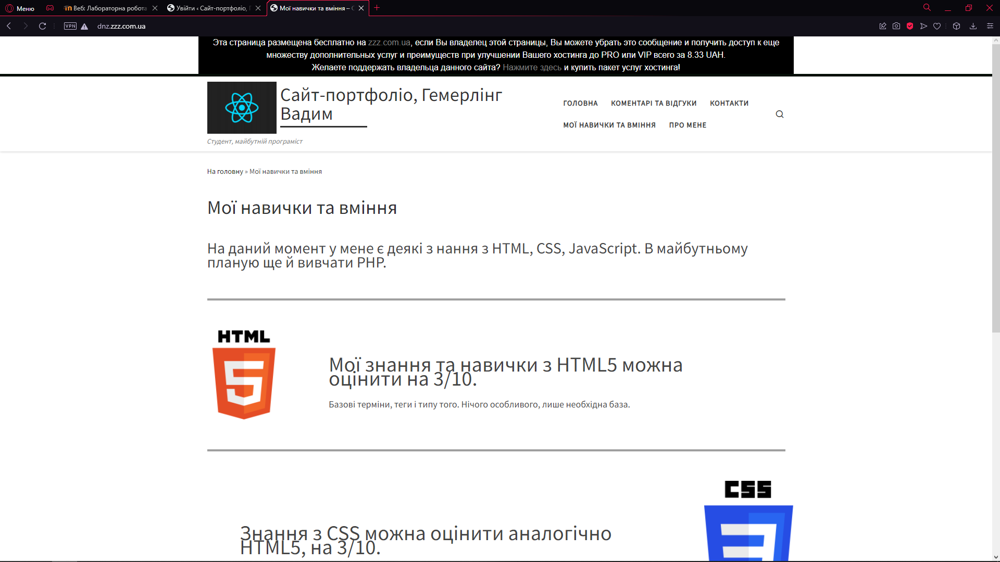 Меню
Веб: Лабораторна робота
Увійти ‹ Сайт-портфоліо,
Мої навички та вміння –
VPN
dnz.zzz.com.ua
Эта страница размещена бесплатно на zzz.com.ua, если Вы владелец этой страницы, Вы можете убрать это сообщение и получить доступ к еще
множеству дополнительных услуг и преимуществ при улучшении Вашего хостинга до PRO или VIP всего за 8.33 UAH.
Желаете поддержать владельца данного сайта? Нажмите здесь и купить пакет услуг хостинга!
Сайт-портфоліо, Гемерлінг
Вадим
Студент, майбутній програміст
ГОЛОВНА КОМЕНТАРІ ТА ВІДГУКИ КОНТАКТИ
МОЇ НАВИЧКИ ТА ВМІННЯ ПРО МЕНЕ
На головну » Мої навички та вміння
Мої навички та вміння
На даний момент у мене є деякі з нання з HTML, CSS, JavaScript. В майбутньому
планую ще й вивчати PHP.
HTML
5
Мої знання та навички з HTML5 можна
оцінити на 3/10.
Базові терміни, теги і типу того. Нічого особливого, лише необхідна база.
CSS
Знання з CSS можна оцінити аналогічно
HTML5, на 3/10.